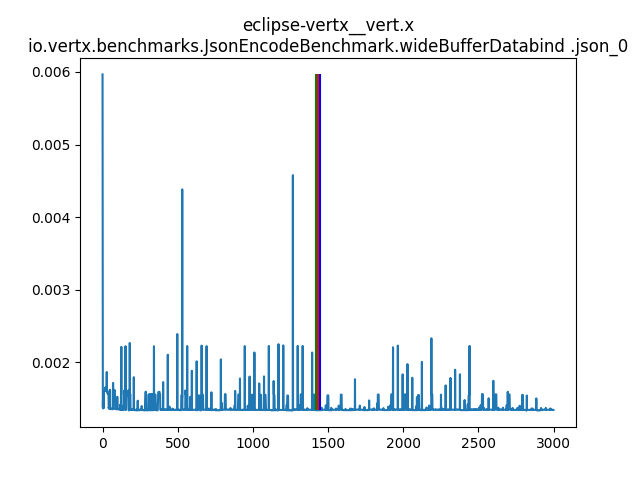 eclipse-vertx__vert.x
io.vertx.benchmarks.JsonEncodeBenchmark.wideBufferDatabind .json_0
0.006
0.005
0.004
0.003
0.002
0 500 1000 1500 2000 2500 3000